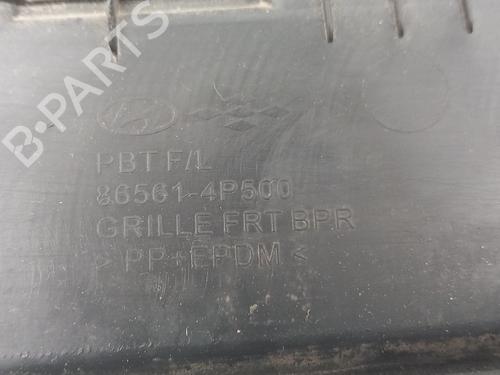 B-PARTS
PBT F/L
86561-4P500
GRILLE FRT BPR
> PP+EPDM <